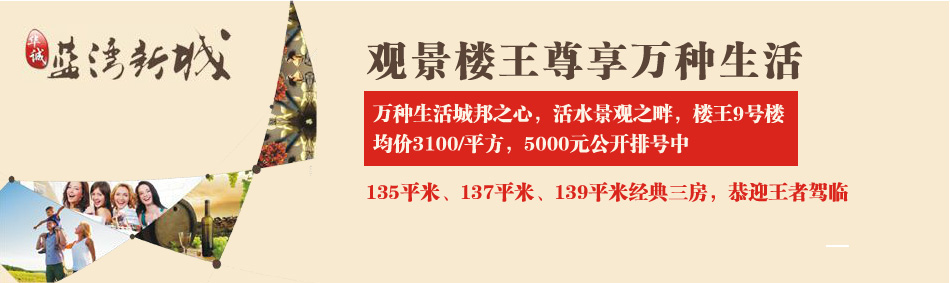 华诚
蓝湾新城
观景楼王尊享万种生活
万种生活城邦之心，活水景观之畔，楼王9号楼
均价3100/平方，5000元公开排号中
135平米、137平米、139平米经典三房，恭迎王者驾临